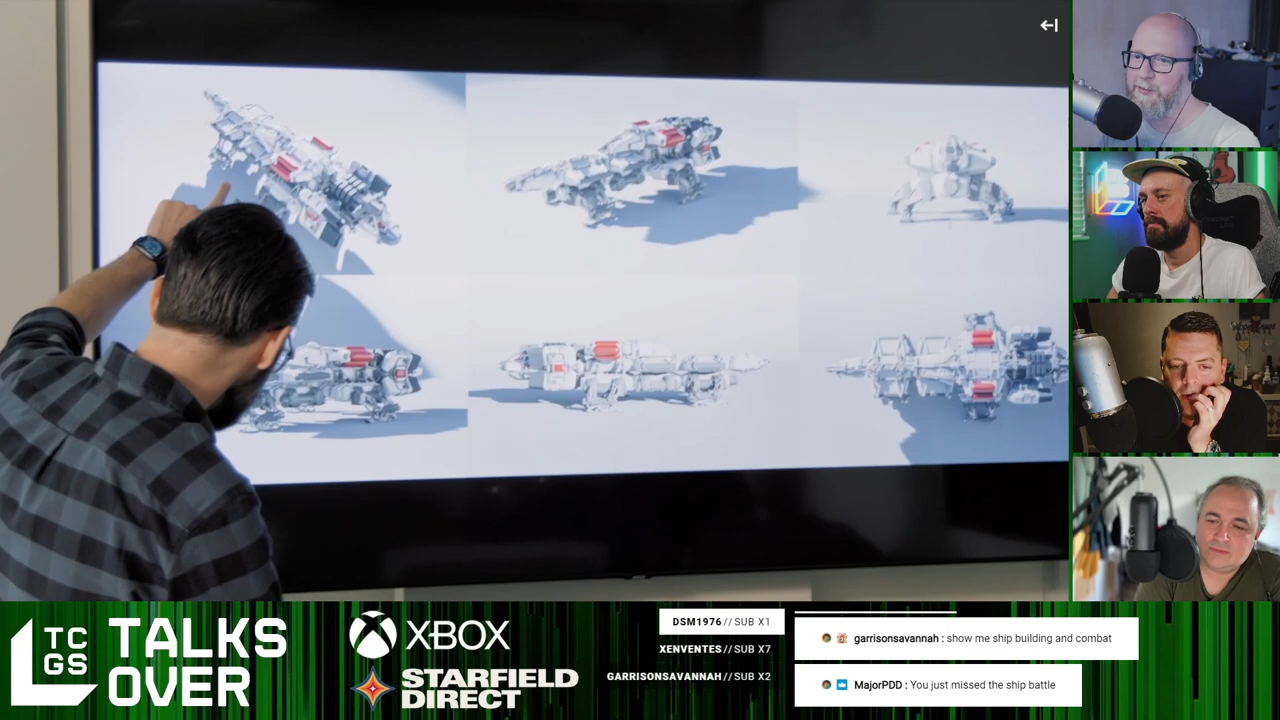 TC
GS
TALKS
OVER
XBOX
STARFIELD
DIRECT
DSM1976 // SUB X1
XENVENTES // SUB X7
GARRISONSAVANNAH // SUB X2
garrisonsavannah : show me ship building and combat
MajorPDD : You just missed the ship battle